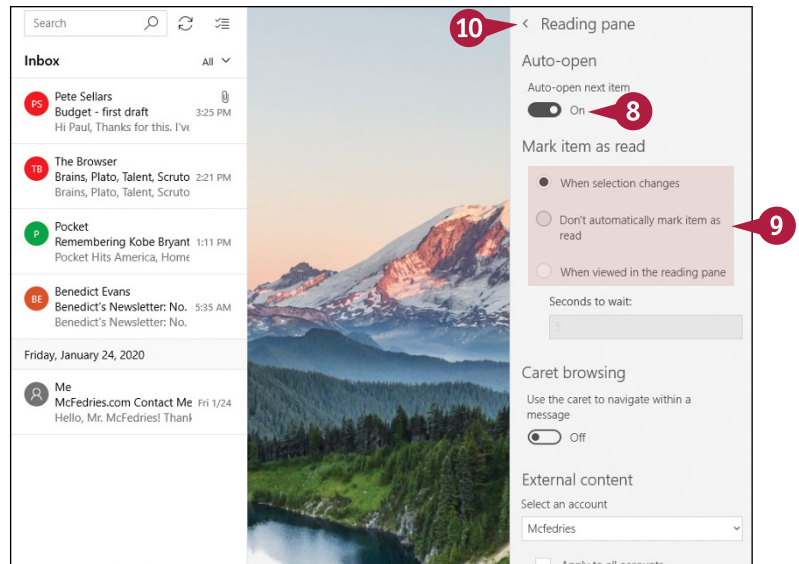 Search
Inbox
All
PS
Pete Sellars
Budget - first draft 3:25 PM
Hi Paul, Thanks for this. I've
TB
The Browser
Brains, Plato, Talent, Scruto 2:21 PM
Brains, Plato, Talent, Scruto
P
Pocket
Remembering Kobe Bryant 1:11 PM
Pocket Hits America, Home
BE
Benedict Evans
Benedict's Newsletter: No. 5:35 AM
Benedict's Newsletter: No.
Friday, January 24, 2020
Me
McFedries.com Contact Me Fri 1/24
Hello, Mr. McFedries! Thank
10
< Reading pane
Auto-open
Auto-open next item
On
8
Mark item as read
When selection changes
Don't automatically mark item as
read
9
When viewed in the reading pane
Seconds to wait:
5
Caret browsing
Use the caret to navigate within a
message
Off
External content
Select an account
Mcfedries
Apply to all accounts